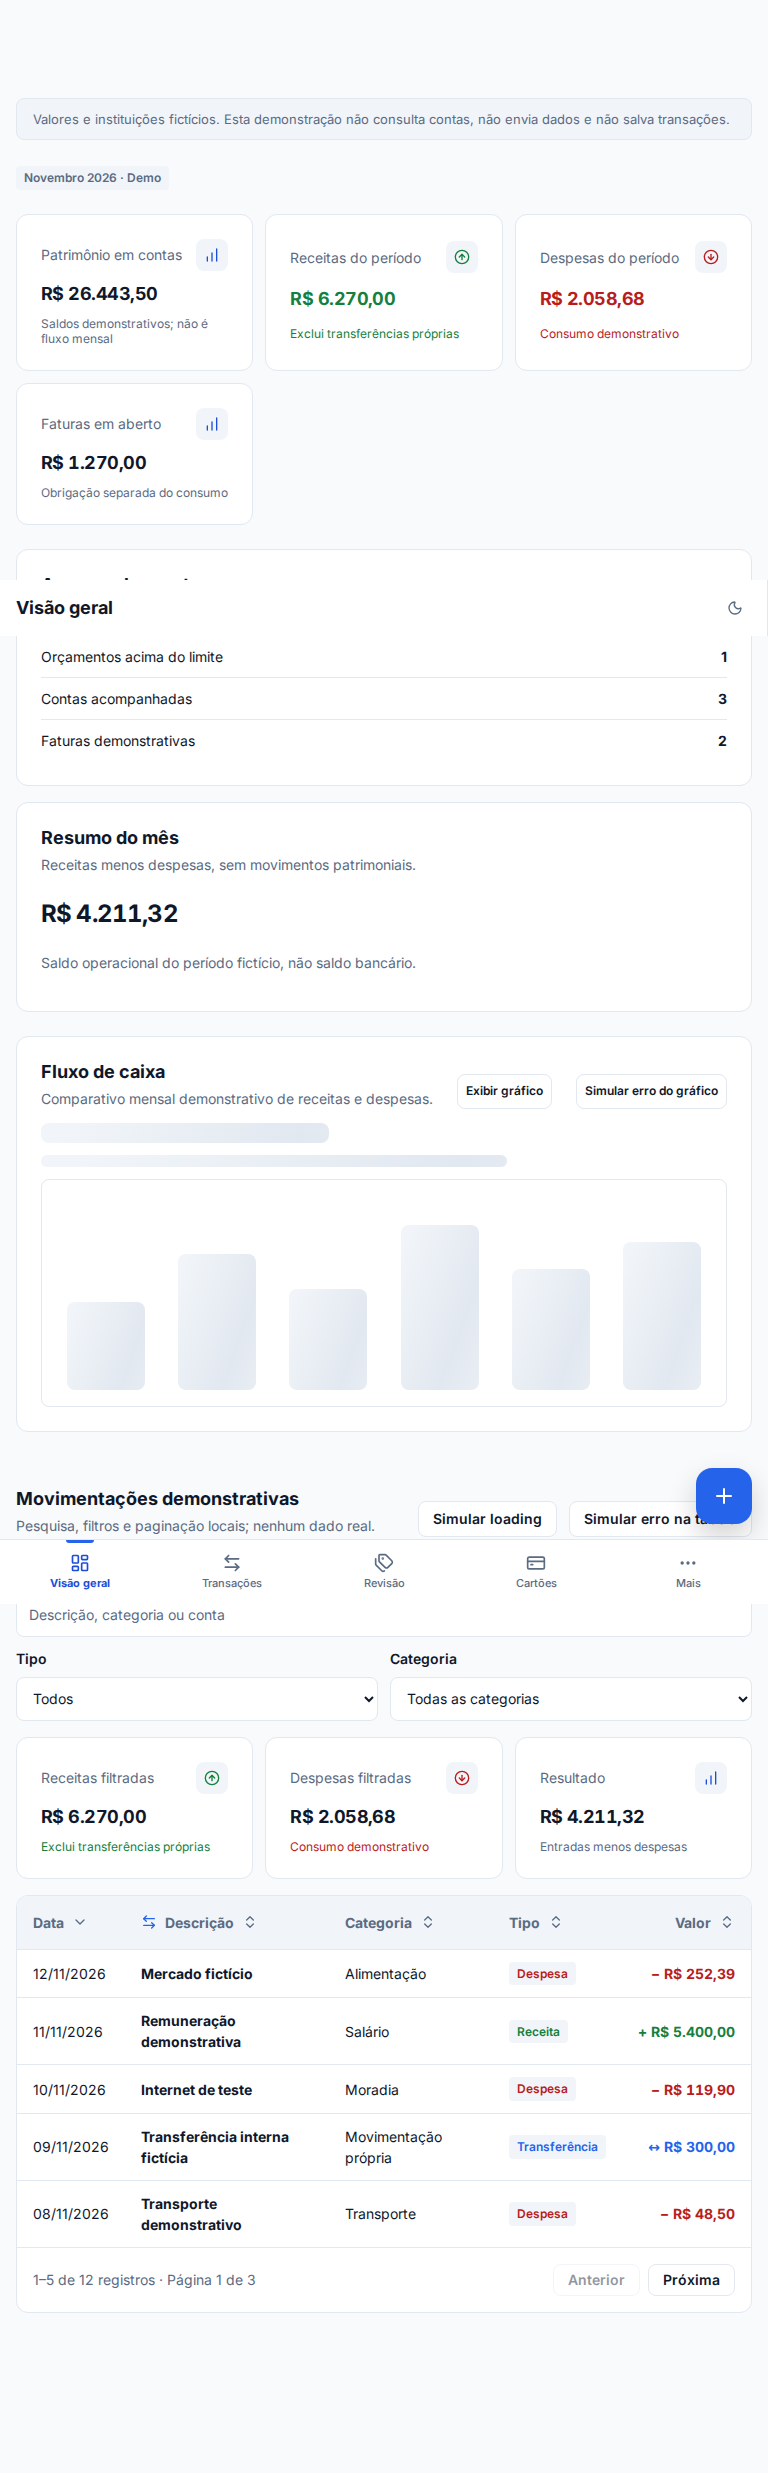 Valores e instituições fictícios. Esta demonstração não consulta contas, não envia dados e não salva transações.
Novembro 2026 · Demo
Patrimônio em contas
R$ 26.443,50
Saldos demonstrativos; não é
fluxo mensal
Receitas do período
R$ 6.270,00
Exclui transferências próprias
Despesas do período
R$ 2.058,68
Consumo demonstrativo
Faturas em aberto
R$ 1.270,00
Obrigação separada do consumo
Visão geral
Orçamentos acima do limite 1
Contas acompanhadas 3
Faturas demonstrativas 2
Resumo do mês
Receitas menos despesas, sem movimentos patrimoniais.
R$ 4.211,32
Saldo operacional do período fictício, não saldo bancário.
Fluxo de caixa
Comparativo mensal demonstrativo de receitas e despesas.
Exibir gráfico
Simular erro do gráfico
Movimentações demonstrativas
Pesquisa, filtros e paginação locais; nenhum dado real.
Simular loading
Simular erro na
Visão geral
Transações
Revisão
Cartões
Mais
Descrição, categoria ou conta
Tipo
Todos
Categoria
Todas as categorias
Receitas filtradas
R$ 6.270,00
Exclui transferências próprias
Despesas filtradas
R$ 2.058,68
Consumo demonstrativo
Resultado
R$ 4.211,32
Entradas menos despesas
Data Descrição Categoria Tipo Valor
12/11/2026 Mercado fictício Alimentação Despesa − R$ 252,39
11/11/2026 Remuneração
demonstrativa Salário Receita + R$ 5.400,00
10/11/2026 Internet de teste Moradia Despesa − R$ 119,90
09/11/2026 Transferência interna
fictícia Movimentação
própria Transferência ↔ R$ 300,00
08/11/2026 Transporte
demonstrativo Transporte Despesa − R$ 48,50
1–5 de 12 registros · Página 1 de 3
Anterior
Próxima